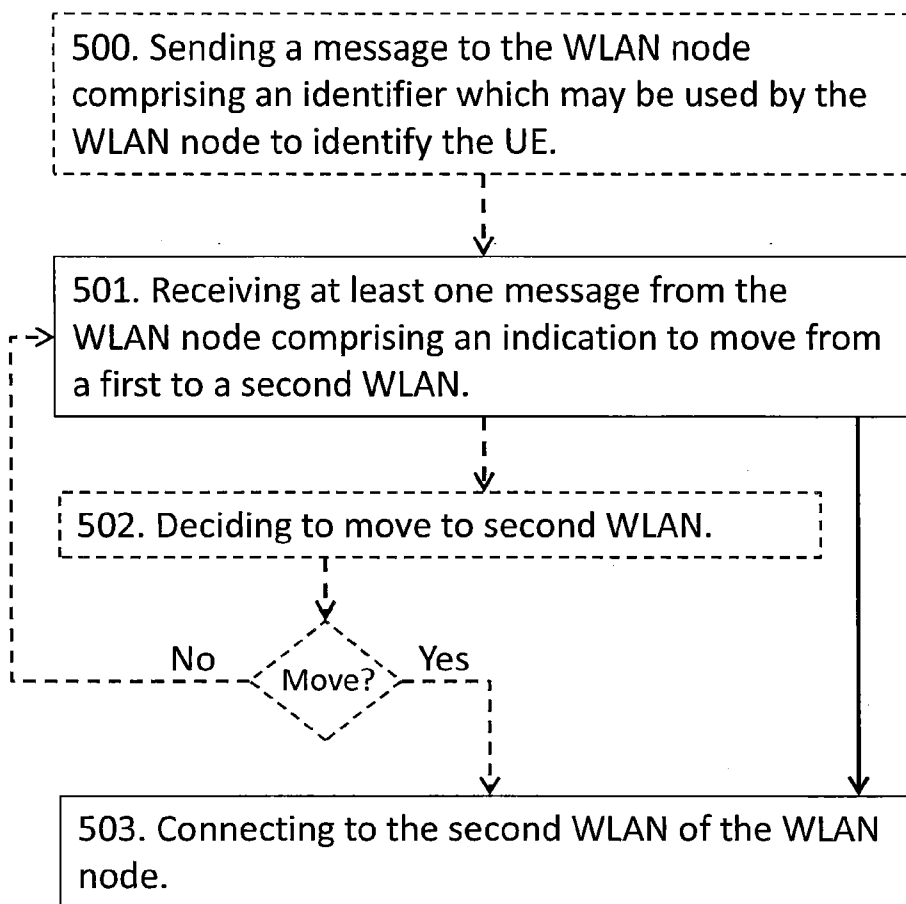 500. Sending a message to the WLAN node
comprising an identifier which may be used by the
WLAN node to identify the UE.
501. Receiving at least one message from the
WLAN node comprising an indication to move from
a first to a second WLAN.
502. Deciding to move to second WLAN.
No
Move?
Yes
503. Connecting to the second WLAN of the WLAN
node.